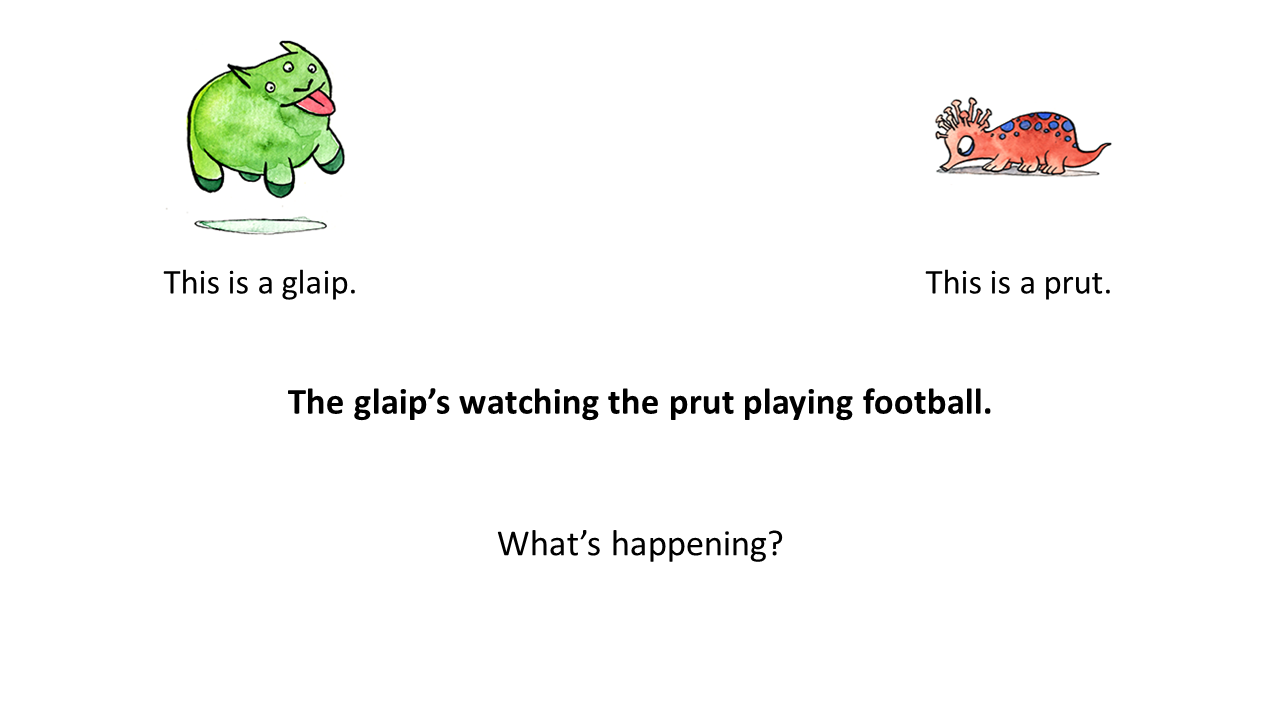 This is a glaip.
This is a prut.
The glaip’s watching the prut playing football.
What’s happening?